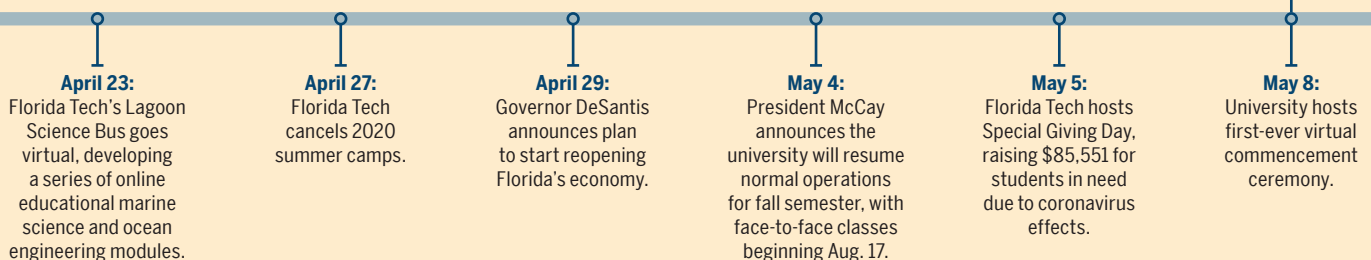 April 23:
Florida Tech's Lagoon
Science Bus goes
virtual, developing
a series of online
educational marine
science and ocean
engineering modules.
April 27:
Florida Tech
cancels 2020
summer camps.
April 29:
Governor DeSantis
announces plan
to start reopening
Florida's economy.
May 4:
President McCay
announces the
university will resume
normal operations
for fall semester, with
face-to-face classes
beginning Aug. 17.
May 5:
Florida Tech hosts
Special Giving Day,
raising $85,551 for
students in need
due to coronavirus
effects.
May 8:
University hosts
first-ever virtual
commencement
ceremony.